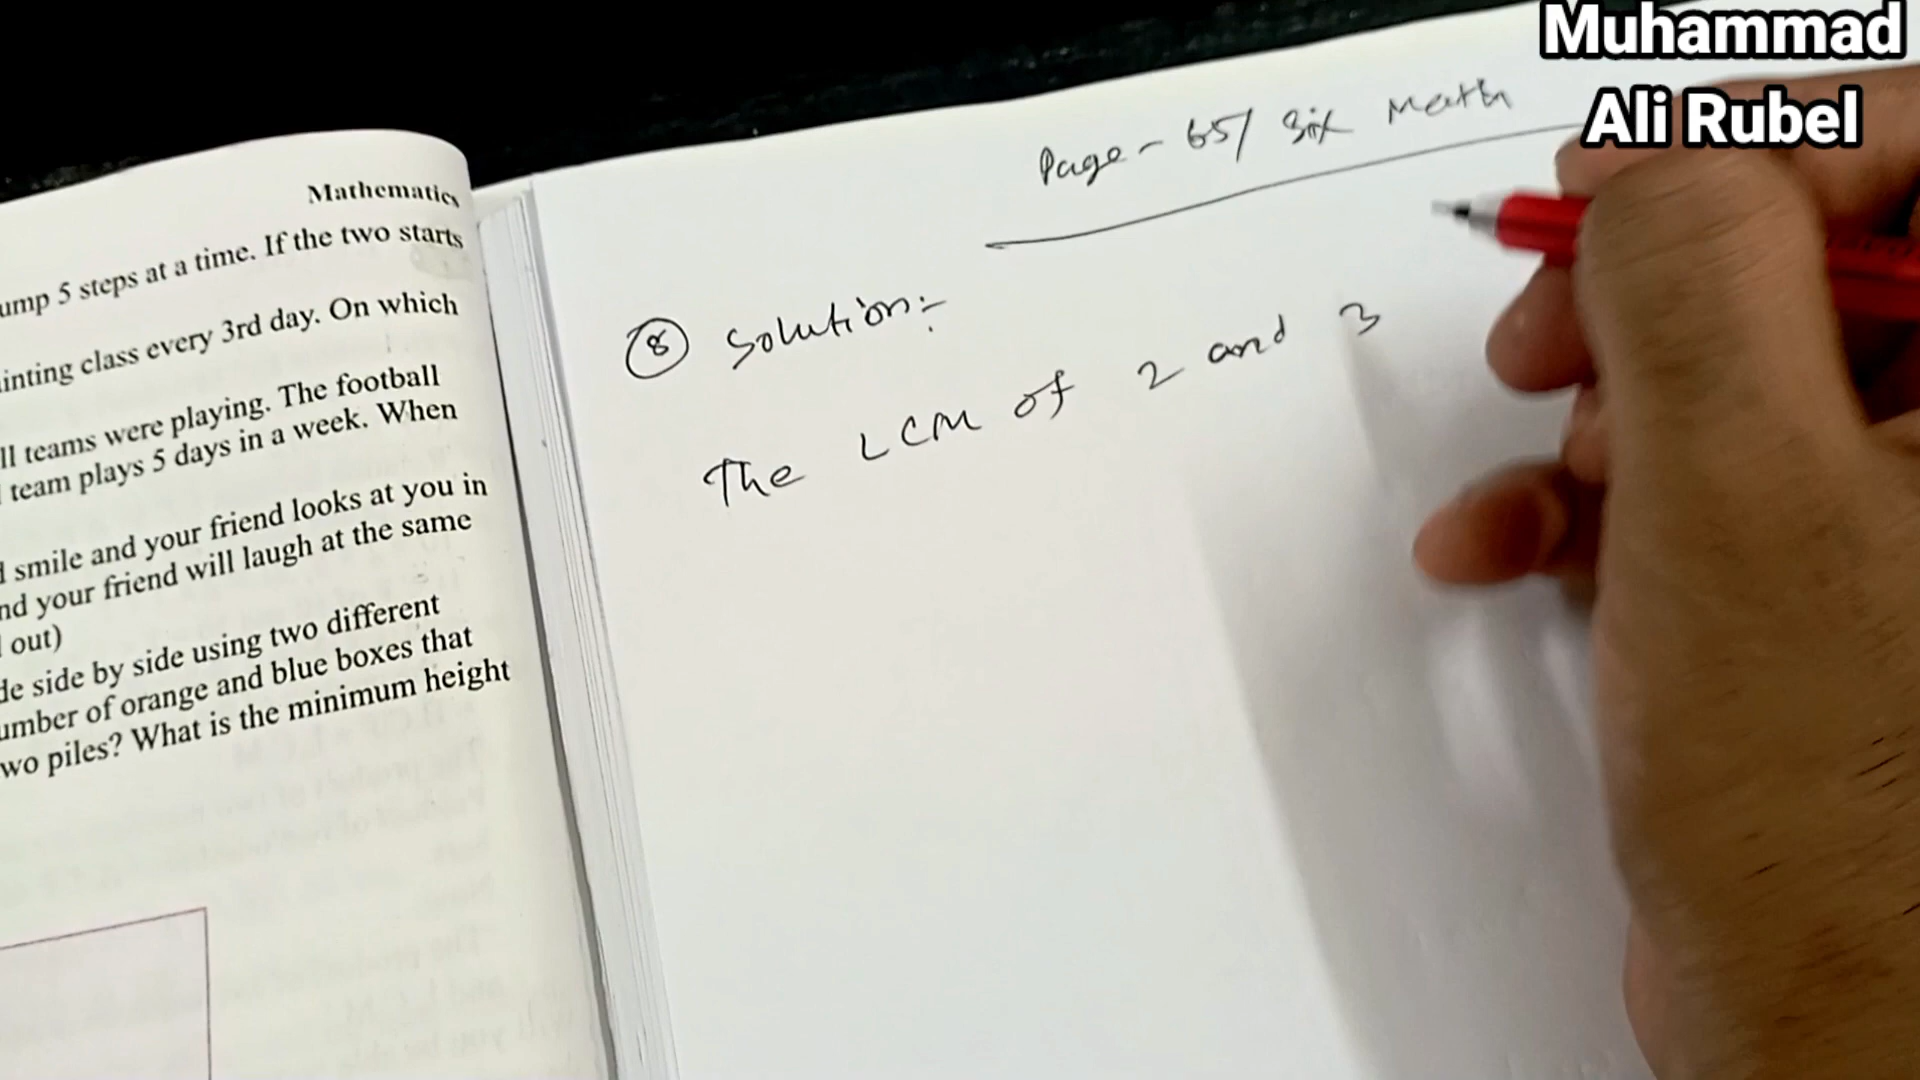 Muhammad
Ali Rubel
Mathematics
ump 5 steps at a time. If the two starts
inting class every 3rd day. On which
ll teams were playing. The football
team plays 5 days in a week. When
smile and your friend looks at you in
nd your friend will laugh at the same
out)
de side by side using two different
umber of orange and blue boxes that
wo piles? What is the minimum height
Page - 65/ Six Math
8 Solution:-
The LCM of 2 and 3